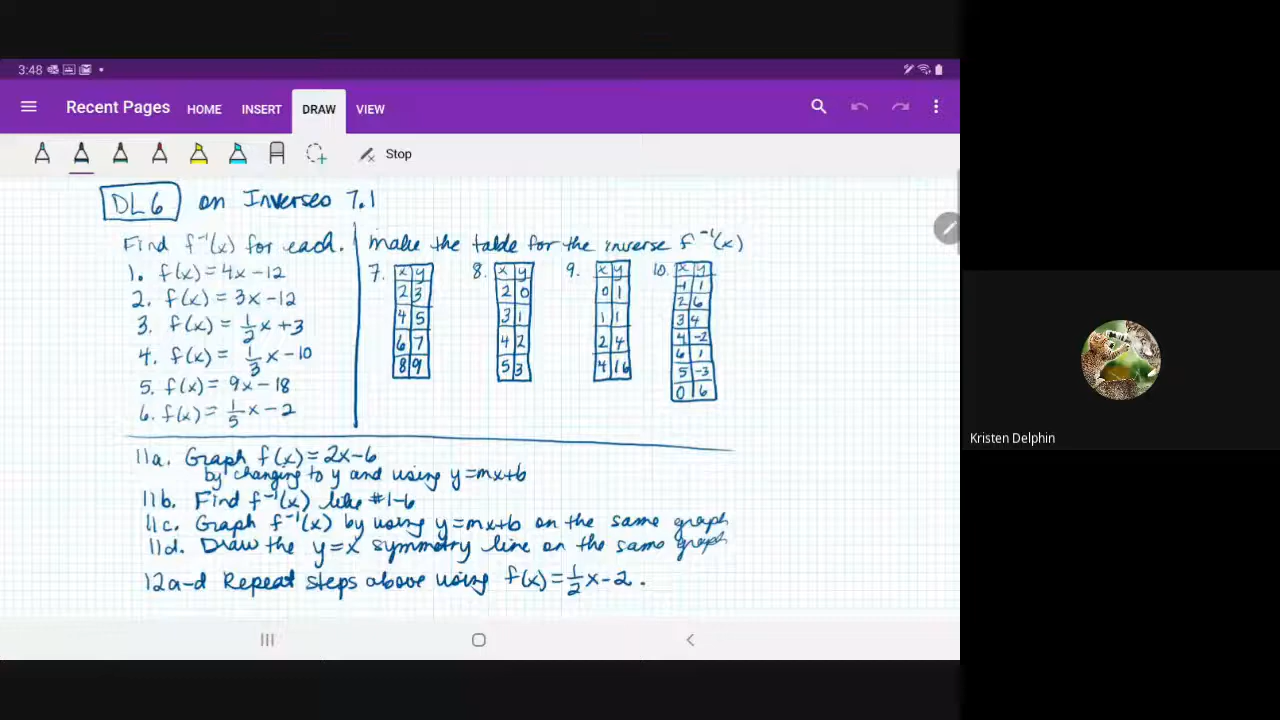 3:48
Recent Pages HOME INSERT DRAW VIEW
Stop
DL6 on Inverses 7.1
Find f⁻¹(x) for each.
1. f(x) = 4x - 12
2. f(x) = 3x - 12
3. f(x) = 1/2 x + 3
4. f(x) = 1/3 x - 10
5. f(x) = 9x - 18
6. f(x) = 1/5 x - 2
Make the table for the inverse f⁻¹(x)
7. x y
2 3
4 5
6 7
8 9
8. x y
2 0
3 1
4 2
5 3
9. x y
0 1
1 1
2 4
4 16
10. x y
-1 1
2 6
3 4
4 -2
6 1
5 -3
0 6
11a. Graph f(x) = 2x - 6
by changing to y and using y = mx + b
11b. Find f⁻¹(x) like #1-6
11c. Graph f⁻¹(x) by using y = mx + b on the same graph
11d. Draw the y = x symmetry line on the same graph
12a-d Repeat steps above using f(x) = 1/2 x - 2.
Kristen Delphin